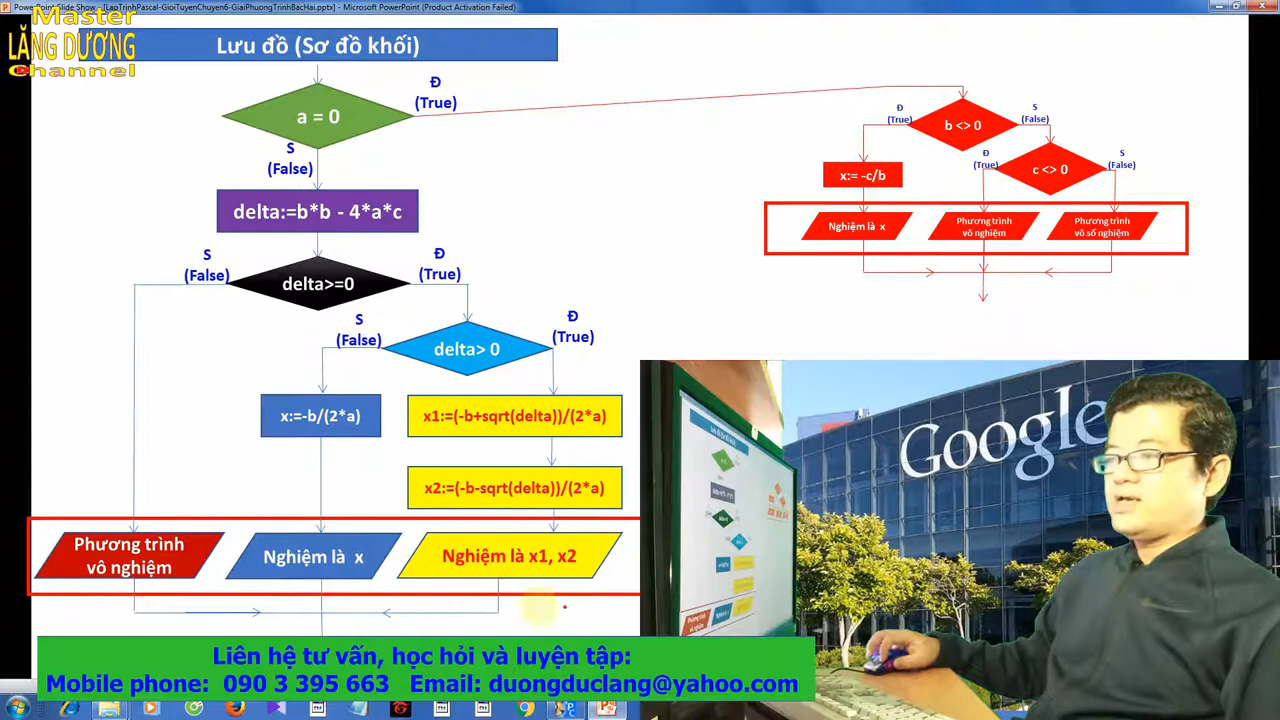 PowerPoint Slide Show - [LapTrinhPascal-GioiTuyenChuyen6-GiaiPhuongTrinhBacHai.pptx] - Microsoft PowerPoint (Product Activation Failed)
Master
LĂNG DƯƠNG
Channel
Lưu đồ (Sơ đồ khối)
a = 0
Đ
(True)
S
(False)
delta:=b*b - 4*a*c
delta>=0
S
(False)
Đ
(True)
delta> 0
S
(False)
Đ
(True)
x:=-b/(2*a)
x1:=(-b+sqrt(delta))/(2*a)
x2:=(-b-sqrt(delta))/(2*a)
Phương trình
vô nghiệm
Nghiệm là x
Nghiệm là x1, x2
b <> 0
Đ
(True)
S
(False)
x:= -c/b
c <> 0
Đ
(True)
S
(False)
Nghiệm là x
Phương trình
vô nghiệm
Phương trình
vô số nghiệm
Google
Liên hệ tư vấn, học hỏi và luyện tập:
Mobile phone: 090 3 395 663 Email: duongduclang@yahoo.com